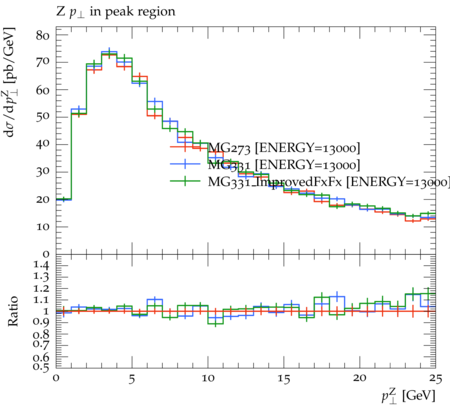 Z p⊥ in peak region
dσ/dp⊥^Z [pb/GeV]
80
70
60
50
40
30
20
10
0
MG273 [ENERGY=13000]
MG331 [ENERGY=13000]
MG331_ImprovedFxFx [ENERGY=13000]
Ratio
1.4
1.3
1.2
1.1
1
0.9
0.8
0.7
0.6
0.5
0 5 10 15 20 25
p⊥^Z [GeV]